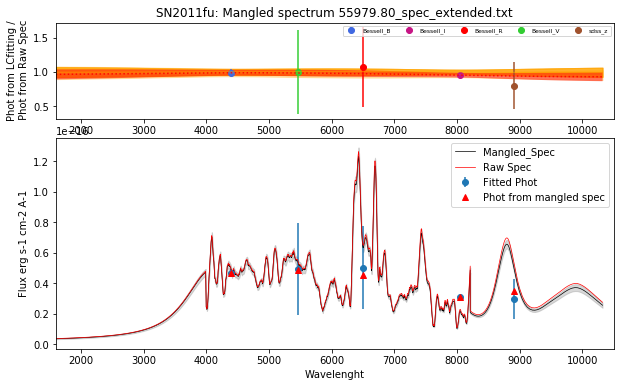 SN2011fu: Mangled spectrum 55979.80_spec_extended.txt
Phot from LCfitting /
Phot from Raw Spec
1.5
1.0
0.5
Bessell_B
Bessell_I
Bessell_R
Bessell_V
sdss_z
2000 3000 4000 5000 6000 7000 8000 9000 10000
1e−16
Flux erg s-1 cm-2 A-1
1.2
1.0
0.8
0.6
0.4
0.2
0.0
Mangled_Spec
Raw Spec
Fitted Phot
Phot from mangled spec
2000 3000 4000 5000 6000 7000 8000 9000 10000
Wavelenght